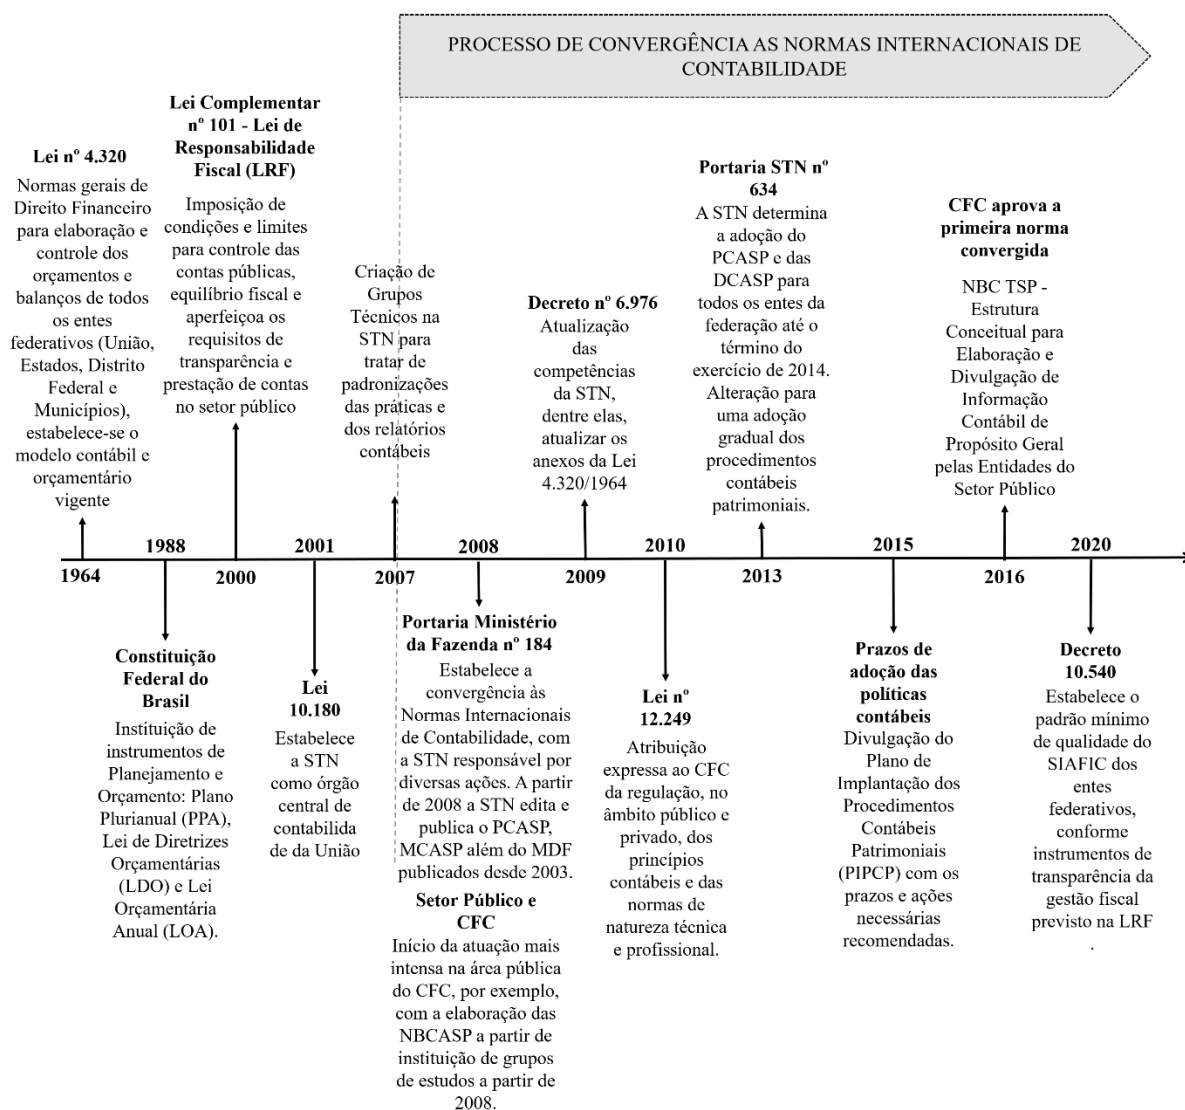 PROCESSO DE CONVERGÊNCIA AS NORMAS INTERNACIONAIS DE
CONTABILIDADE
Lei nº 4.320
Normas gerais de
Direito Financeiro
para elaboração e
controle dos
orçamentos e
balanços de todos
os entes
federativos (União,
Estados, Distrito
Federal e
Municípios),
estabelece-se o
modelo contábil e
orçamentário
vigente
Lei Complementar
nº 101 - Lei de
Responsabilidade
Fiscal (LRF)
Imposição de
condições e limites
para controle das
contas públicas,
equilíbrio fiscal e
aperfeiçoa os
requisitos de
transparência e
prestação de contas
no setor público
Criação de
Grupos
Técnicos na
STN para
tratar de
padronizações
das práticas e
dos relatórios
contábeis
Decreto nº 6.976
Atualização
das
competências
da STN,
dentre elas,
atualizar os
anexos da Lei
4.320/1964
Portaria STN nº
634
A STN determina
a adoção do
PCASP e das
DCASP para
todos os entes da
federação até o
término do
exercício de 2014.
Alteração para
uma adoção
gradual dos
procedimentos
contábeis
patrimoniais.
CFC aprova a
primeira norma
convergida
NBC TSP -
Estrutura
Conceitual para
Elaboração e
Divulgação de
Informação
Contábil de
Propósito Geral
pelas Entidades do
Setor Público
1964
1988
2000
2001
2007
2008
2009
2010
2013
2015
2016
2020
Constituição
Federal do
Brasil
Instituição de
instrumentos de
Planejamento e
Orçamento: Plano
Plurianual (PPA),
Lei de Diretrizes
Orçamentárias
(LDO) e Lei
Orçamentária
Anual (LOA).
Lei
10.180
Estabelece
a STN
como órgão
central de
contabilida
de da União
Portaria Ministério
da Fazenda nº 184
Estabelece a
convergência às
Normas Internacionais
de Contabilidade, com
a STN responsável por
diversas ações. A partir
de 2008 a STN edita e
publica o PCASP,
MCASP além do MDF
publicados desde 2003.
Setor Público e
CFC
Início da atuação mais
intensa na área pública
do CFC, por exemplo,
com a elaboração das
NBCASP a partir de
instituição de grupos
de estudos a partir de
2008.
Lei nº
12.249
Atribuição
expressa ao CFC
da regulação, no
âmbito público e
privado, dos
princípios
contábeis e das
normas de
natureza técnica
e profissional.
Prazos de
adoção das
políticas
contábeis
Divulgação do
Plano de
Implantação dos
Procedimentos
Contábeis
Patrimoniais
(PIPCP) com os
prazos e ações
necessárias
recomendadas.
Decreto
10.540
Estabelece o
padrão mínimo
de qualidade do
SIAFIC dos
entes
federativos,
conforme
instrumentos de
transparência da
gestão fiscal
previsto na LRF
.